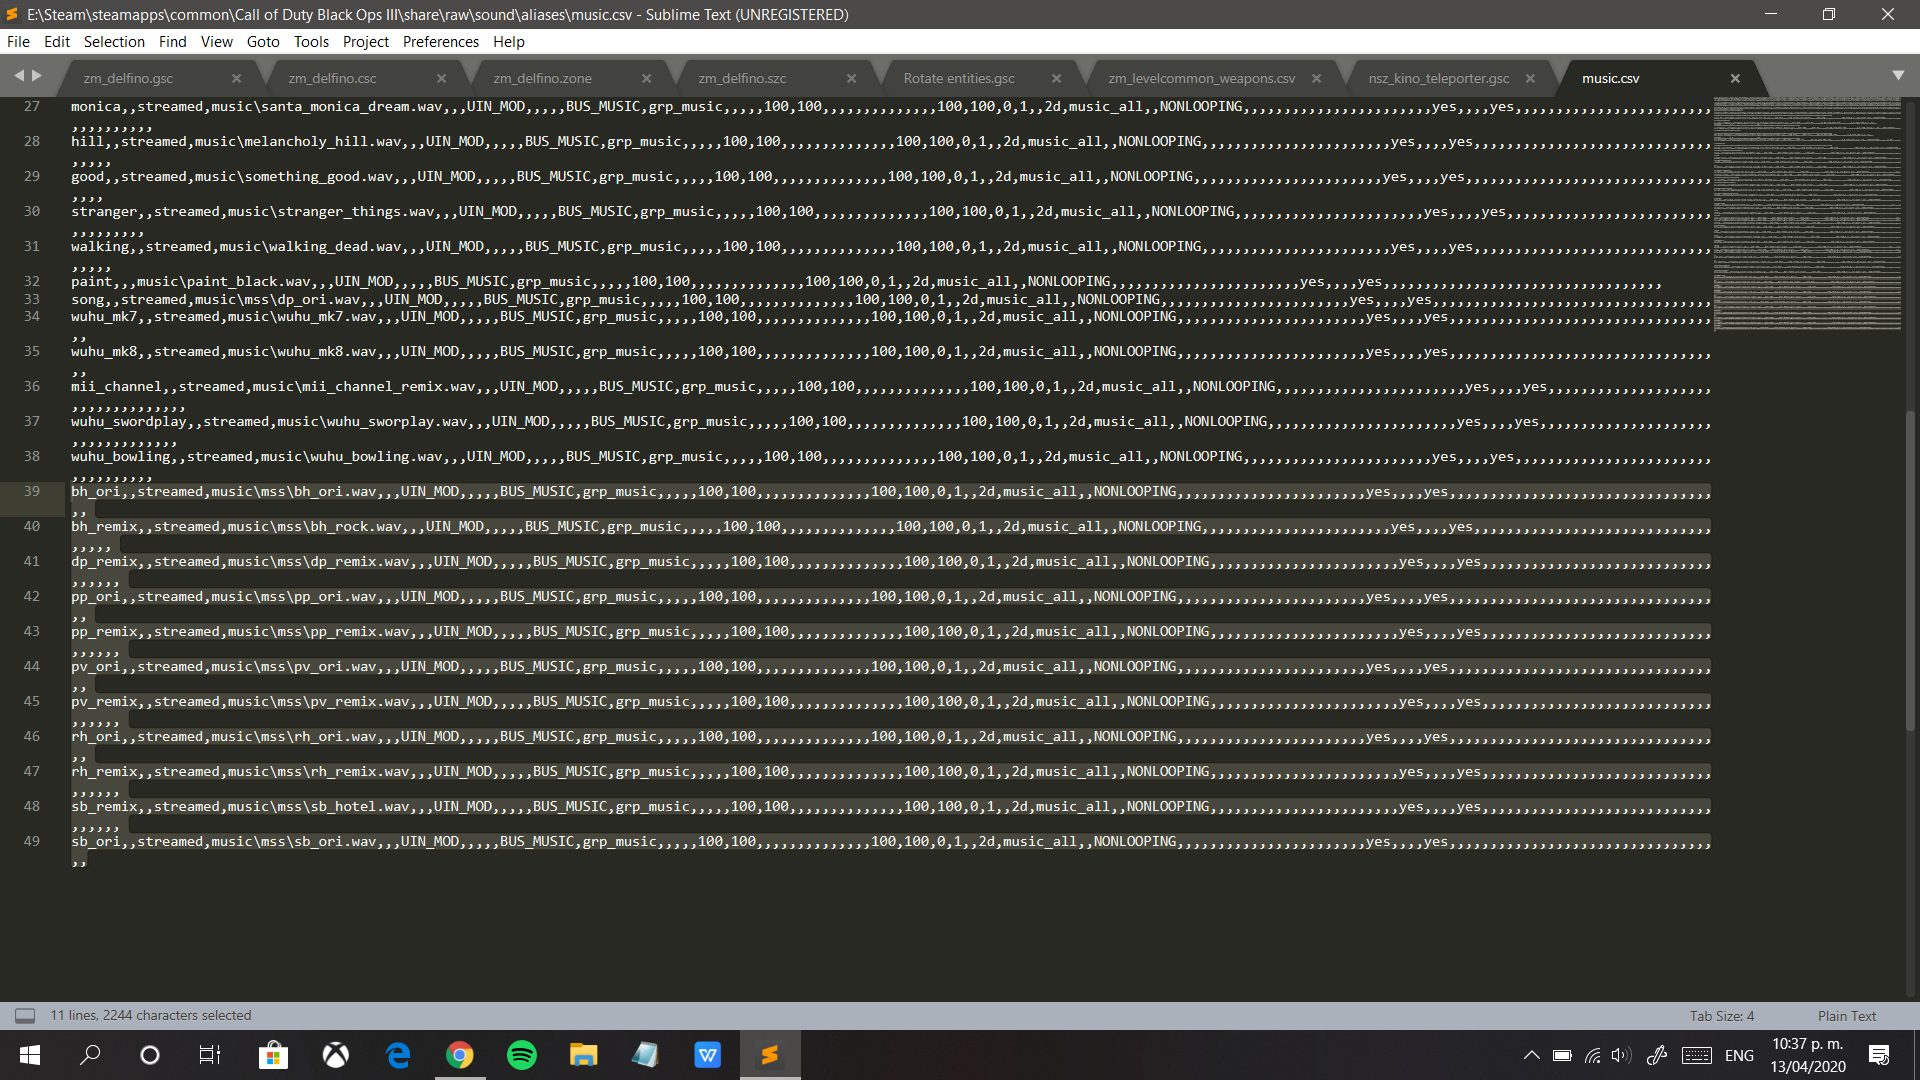 E:\Steam\steamapps\common\Call of Duty Black Ops III\share\raw\sound\aliases\music.csv - Sublime Text (UNREGISTERED)
File Edit Selection Find View Goto Tools Project Preferences Help
zm_delfino.gsc zm_delfino.csc zm_delfino.zone zm_delfino.szc Rotate entities.gsc zm_levelcommon_weapons.csv nsz_kino_teleporter.gsc music.csv
27 monica,,streamed,music\santa_monica_dream.wav,,,UIN_MOD,,,,,BUS_MUSIC,grp_music,,,,,100,100,,,,,,,,,,,,,,100,100,0,1,,2d,music_all,,NONLOOPING,,,,,,,,,,,,,,,,,,,,,,,yes,,,,yes,,,,,,,,,,,,,,,,,,,,,,,,
,,,,,,,,,,
28 hill,,streamed,music\melancholy_hill.wav,,,UIN_MOD,,,,,BUS_MUSIC,grp_music,,,,,100,100,,,,,,,,,,,,,,100,100,0,1,,2d,music_all,,NONLOOPING,,,,,,,,,,,,,,,,,,,,,,,yes,,,,yes,,,,,,,,,,,,,,,,,,,,,,,,,,,,,
,,,,,
29 good,,streamed,music\something_good.wav,,,UIN_MOD,,,,,BUS_MUSIC,grp_music,,,,,100,100,,,,,,,,,,,,,,100,100,0,1,,2d,music_all,,NONLOOPING,,,,,,,,,,,,,,,,,,,,,,,yes,,,,yes,,,,,,,,,,,,,,,,,,,,,,,,,,,,,,
,,,,
30 stranger,,streamed,music\stranger_things.wav,,,UIN_MOD,,,,,BUS_MUSIC,grp_music,,,,,100,100,,,,,,,,,,,,,,100,100,0,1,,2d,music_all,,NONLOOPING,,,,,,,,,,,,,,,,,,,,,,,yes,,,,yes,,,,,,,,,,,,,,,,,,,,,,,,,
,,,,,,,,,
31 walking,,streamed,music\walking_dead.wav,,,UIN_MOD,,,,,BUS_MUSIC,grp_music,,,,,100,100,,,,,,,,,,,,,,100,100,0,1,,2d,music_all,,NONLOOPING,,,,,,,,,,,,,,,,,,,,,,,yes,,,,yes,,,,,,,,,,,,,,,,,,,,,,,,,,,,,
,,,,,
32 paint,,,music\paint_black.wav,,,UIN_MOD,,,,,BUS_MUSIC,grp_music,,,,,100,100,,,,,,,,,,,,,,100,100,0,1,,2d,music_all,,NONLOOPING,,,,,,,,,,,,,,,,,,,,,,,yes,,,,yes,,,,,,,,,,,,,,,,,,,,,,,,,,,,,,,,,,
33 song,,streamed,music\mss\dp_ori.wav,,,UIN_MOD,,,,,BUS_MUSIC,grp_music,,,,,100,100,,,,,,,,,,,,,,100,100,0,1,,2d,music_all,,NONLOOPING,,,,,,,,,,,,,,,,,,,,,,,yes,,,,yes,,,,,,,,,,,,,,,,,,,,,,,,,,,,,,,,,,
34 wuhu_mk7,,streamed,music\wuhu_mk7.wav,,,UIN_MOD,,,,,BUS_MUSIC,grp_music,,,,,100,100,,,,,,,,,,,,,,100,100,0,1,,2d,music_all,,NONLOOPING,,,,,,,,,,,,,,,,,,,,,,,yes,,,,yes,,,,,,,,,,,,,,,,,,,,,,,,,,,,,,,,
,,
35 wuhu_mk8,,streamed,music\wuhu_mk8.wav,,,UIN_MOD,,,,,BUS_MUSIC,grp_music,,,,,100,100,,,,,,,,,,,,,,100,100,0,1,,2d,music_all,,NONLOOPING,,,,,,,,,,,,,,,,,,,,,,,yes,,,,yes,,,,,,,,,,,,,,,,,,,,,,,,,,,,,,,,
,,
36 mii_channel,,streamed,music\mii_channel_remix.wav,,,UIN_MOD,,,,,BUS_MUSIC,grp_music,,,,,100,100,,,,,,,,,,,,,,100,100,0,1,,2d,music_all,,NONLOOPING,,,,,,,,,,,,,,,,,,,,,,,yes,,,,yes,,,,,,,,,,,,,,,,,,,,
,,,,,,,,,,,,,,
37 wuhu_swordplay,,streamed,music\wuhu_sworplay.wav,,,UIN_MOD,,,,,BUS_MUSIC,grp_music,,,,,100,100,,,,,,,,,,,,,,100,100,0,1,,2d,music_all,,NONLOOPING,,,,,,,,,,,,,,,,,,,,,,,yes,,,,yes,,,,,,,,,,,,,,,,,,,,,
,,,,,,,,,,,,,
38 wuhu_bowling,,streamed,music\wuhu_bowling.wav,,,UIN_MOD,,,,,BUS_MUSIC,grp_music,,,,,100,100,,,,,,,,,,,,,,100,100,0,1,,2d,music_all,,NONLOOPING,,,,,,,,,,,,,,,,,,,,,,,yes,,,,yes,,,,,,,,,,,,,,,,,,,,,,,,
,,,,,,,,,,
39 bh_ori,,streamed,music\mss\bh_ori.wav,,,UIN_MOD,,,,,BUS_MUSIC,grp_music,,,,,100,100,,,,,,,,,,,,,,100,100,0,1,,2d,music_all,,NONLOOPING,,,,,,,,,,,,,,,,,,,,,,,yes,,,,yes,,,,,,,,,,,,,,,,,,,,,,,,,,,,,,,,
,,
40 bh_remix,,streamed,music\mss\bh_rock.wav,,,UIN_MOD,,,,,BUS_MUSIC,grp_music,,,,,100,100,,,,,,,,,,,,,,100,100,0,1,,2d,music_all,,NONLOOPING,,,,,,,,,,,,,,,,,,,,,,,yes,,,,yes,,,,,,,,,,,,,,,,,,,,,,,,,,,,,
,,,,,
41 dp_remix,,streamed,music\mss\dp_remix.wav,,,UIN_MOD,,,,,BUS_MUSIC,grp_music,,,,,100,100,,,,,,,,,,,,,,100,100,0,1,,2d,music_all,,NONLOOPING,,,,,,,,,,,,,,,,,,,,,,,yes,,,,yes,,,,,,,,,,,,,,,,,,,,,,,,,,,,
,,,,,,
42 pp_ori,,streamed,music\mss\pp_ori.wav,,,UIN_MOD,,,,,BUS_MUSIC,grp_music,,,,,100,100,,,,,,,,,,,,,,100,100,0,1,,2d,music_all,,NONLOOPING,,,,,,,,,,,,,,,,,,,,,,,yes,,,,yes,,,,,,,,,,,,,,,,,,,,,,,,,,,,,,,,
,,
43 pp_remix,,streamed,music\mss\pp_remix.wav,,,UIN_MOD,,,,,BUS_MUSIC,grp_music,,,,,100,100,,,,,,,,,,,,,,100,100,0,1,,2d,music_all,,NONLOOPING,,,,,,,,,,,,,,,,,,,,,,,yes,,,,yes,,,,,,,,,,,,,,,,,,,,,,,,,,,,
,,,,,,
44 pv_ori,,streamed,music\mss\pv_ori.wav,,,UIN_MOD,,,,,BUS_MUSIC,grp_music,,,,,100,100,,,,,,,,,,,,,,100,100,0,1,,2d,music_all,,NONLOOPING,,,,,,,,,,,,,,,,,,,,,,,yes,,,,yes,,,,,,,,,,,,,,,,,,,,,,,,,,,,,,,,
,,
45 pv_remix,,streamed,music\mss\pv_remix.wav,,,UIN_MOD,,,,,BUS_MUSIC,grp_music,,,,,100,100,,,,,,,,,,,,,,100,100,0,1,,2d,music_all,,NONLOOPING,,,,,,,,,,,,,,,,,,,,,,,yes,,,,yes,,,,,,,,,,,,,,,,,,,,,,,,,,,,
,,,,,,
46 rh_ori,,streamed,music\mss\rh_ori.wav,,,UIN_MOD,,,,,BUS_MUSIC,grp_music,,,,,100,100,,,,,,,,,,,,,,100,100,0,1,,2d,music_all,,NONLOOPING,,,,,,,,,,,,,,,,,,,,,,,yes,,,,yes,,,,,,,,,,,,,,,,,,,,,,,,,,,,,,,,
,,
47 rh_remix,,streamed,music\mss\rh_remix.wav,,,UIN_MOD,,,,,BUS_MUSIC,grp_music,,,,,100,100,,,,,,,,,,,,,,100,100,0,1,,2d,music_all,,NONLOOPING,,,,,,,,,,,,,,,,,,,,,,,yes,,,,yes,,,,,,,,,,,,,,,,,,,,,,,,,,,,
,,,,,,
48 sb_remix,,streamed,music\mss\sb_hotel.wav,,,UIN_MOD,,,,,BUS_MUSIC,grp_music,,,,,100,100,,,,,,,,,,,,,,100,100,0,1,,2d,music_all,,NONLOOPING,,,,,,,,,,,,,,,,,,,,,,,yes,,,,yes,,,,,,,,,,,,,,,,,,,,,,,,,,,,
,,,,,,
49 sb_ori,,streamed,music\mss\sb_ori.wav,,,UIN_MOD,,,,,BUS_MUSIC,grp_music,,,,,100,100,,,,,,,,,,,,,,100,100,0,1,,2d,music_all,,NONLOOPING,,,,,,,,,,,,,,,,,,,,,,,yes,,,,yes,,,,,,,,,,,,,,,,,,,,,,,,,,,,,,,,
,,
11 lines, 2244 characters selected Tab Size: 4 Plain Text
ENG 10:37 p. m.
13/04/2020